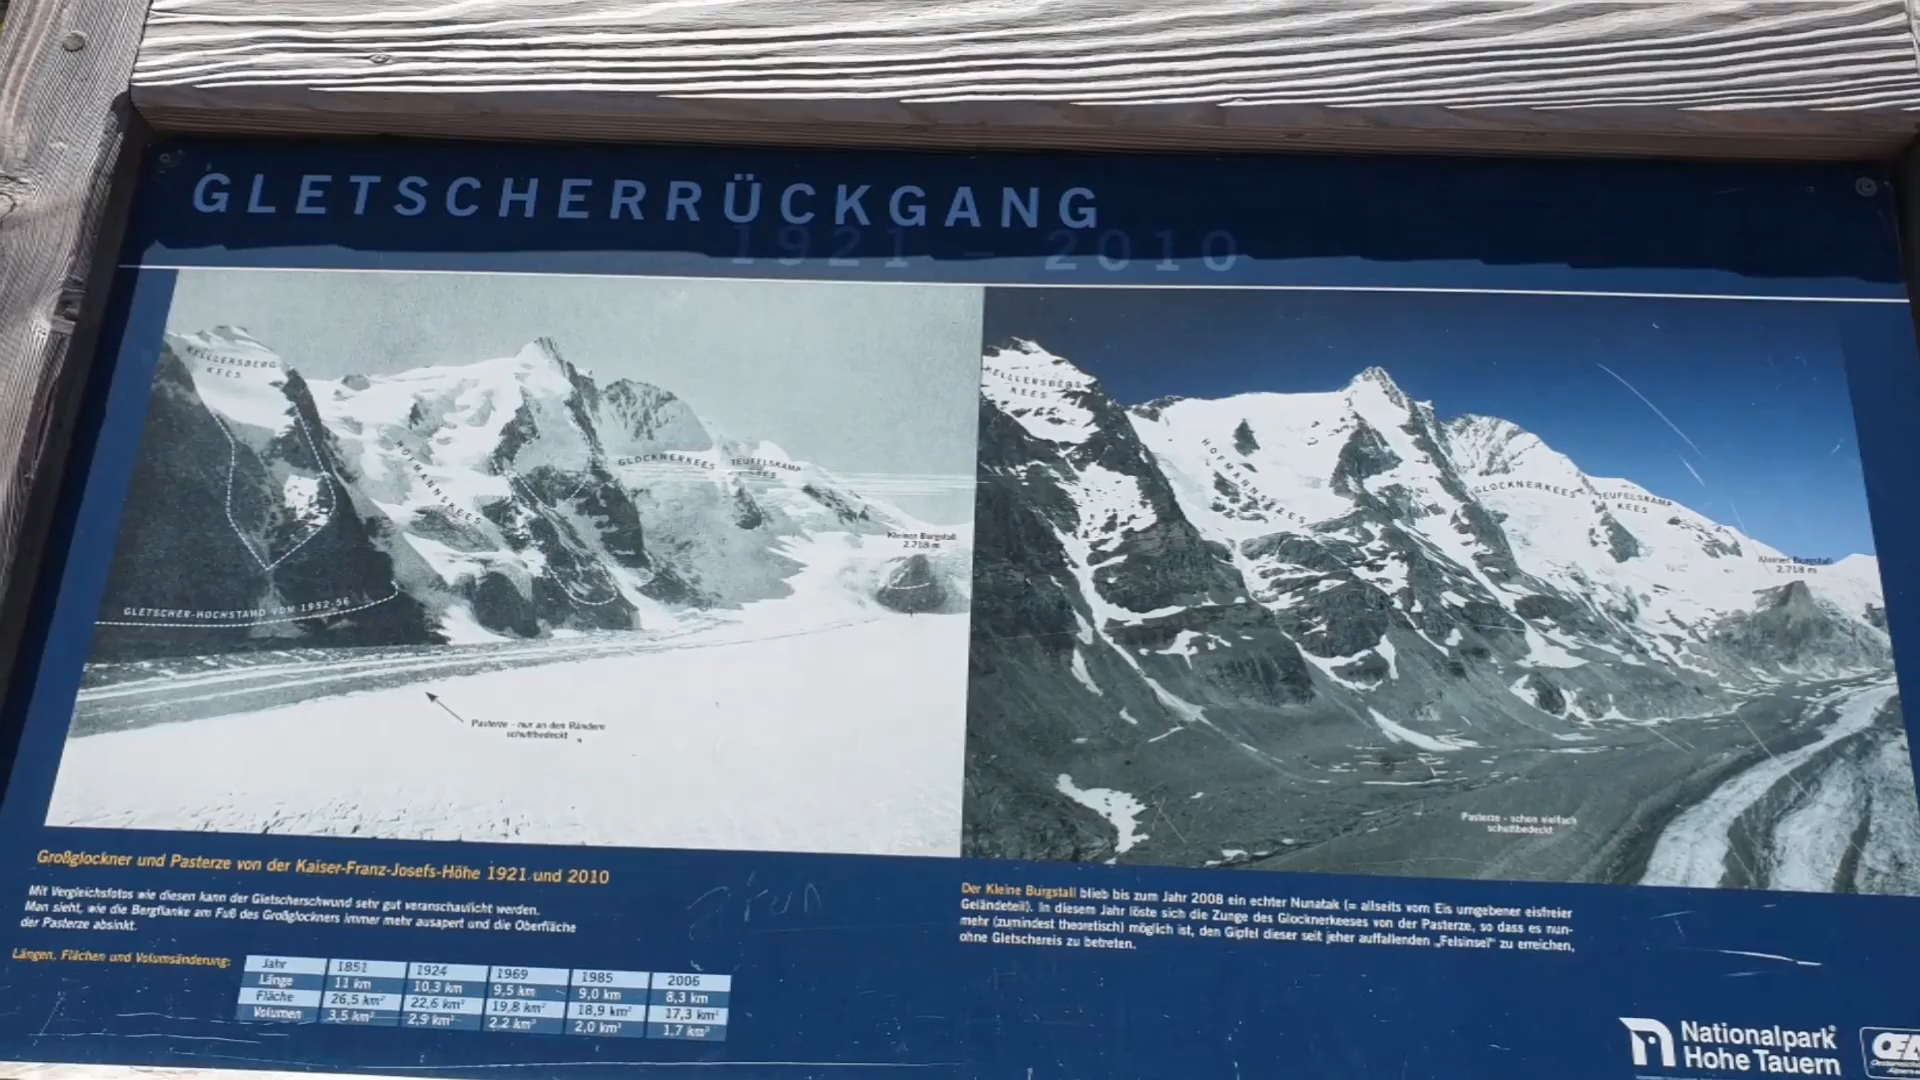 GLETSCHERRÜCKGANG
1921 - 2010
KELLERSBERG
KEES
HOFMANNSKEES
GLOCKNERKEES
TEUFELSKAMP
KEES
Kleiner Burgstall
2.718 m
GLETSCHER-HOCHSTAND VON 1852-56
Pasterze - nur an den Rändern
schuttbedeckt
KELLERSBERG
KEES
HOFMANNSKEES
GLOCKNERKEES
TEUFELSKAMP
KEES
Kleiner Burgstall
2.718 m
Pasterze - schon vielfach
schuttbedeckt
Großglockner und Pasterze von der Kaiser-Franz-Josefs-Höhe 1921 und 2010
Mit Vergleichsfotos wie diesen kann der Gletscherschwund sehr gut veranschaulicht werden.
Man sieht, wie die Bergflanke am Fuß des Großglockners immer mehr ausapert und die Oberfläche
der Pasterze absinkt.
Längen, Flächen und Volumsänderung:
Jahr 1851 1924 1969 1985 2006
Länge 11 km 10,3 km 9,5 km 9,0 km 8,3 km
Fläche 26,5 km² 22,6 km² 19,8 km² 18,9 km² 17,3 km²
Volumen 3,5 km³ 2,9 km³ 2,2 km³ 2,0 km³ 1,7 km³
Der Kleine Burgstall blieb bis zum Jahr 2008 ein echter Nunatak (= allseits vom Eis umgebener eisfreier
Geländeteil). In diesem Jahr löste sich die Zunge des Glocknerkeeses von der Pasterze, so dass es nun-
mehr (zumindest theoretisch) möglich ist, den Gipfel dieser seit jeher auffallenden „Felsinsel" zu erreichen,
ohne Gletschereis zu betreten.
Nationalpark
Hohe Tauern